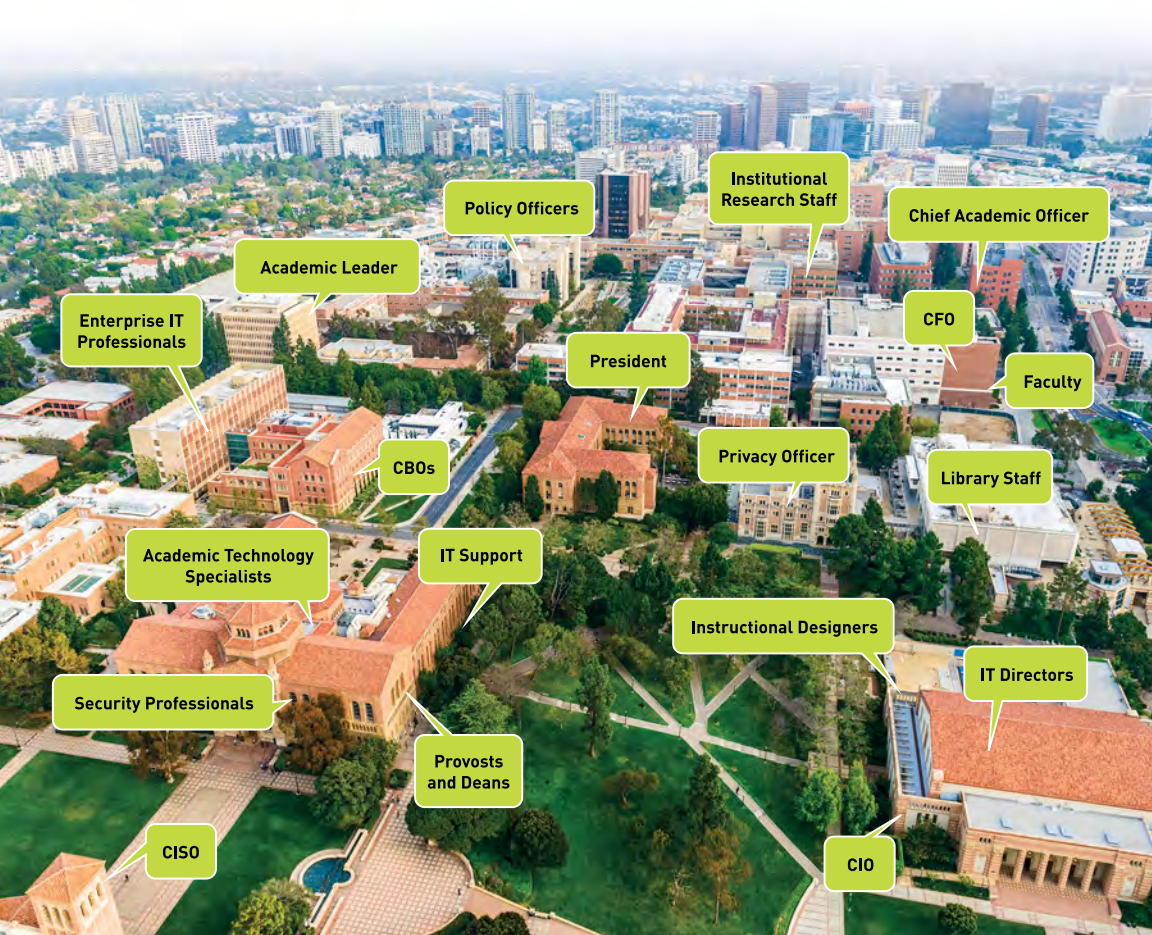 Institutional
Research Staff
Policy Officers
Chief Academic Officer
Academic Leader
Enterprise IT
Professionals
CFO
President
Faculty
CBOs
Privacy Officer
Library Staff
Academic Technology
Specialists
IT Support
Instructional Designers
IT Directors
Security Professionals
Provosts
and Deans
CISO
CIO